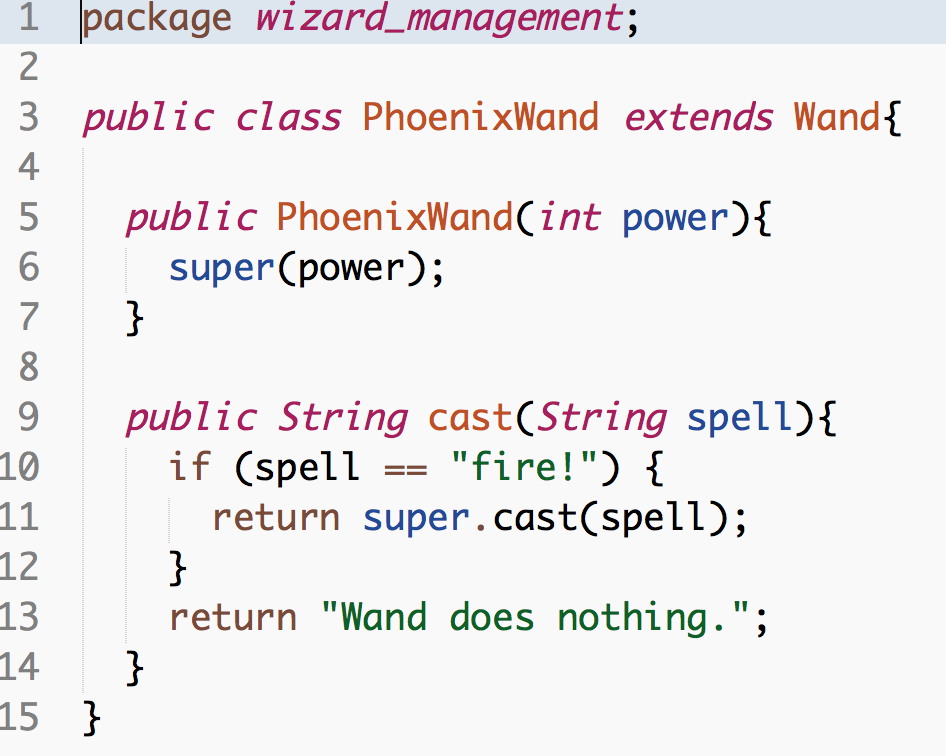 1 package wizard_management;
2
3 public class PhoenixWand extends Wand{
4
5 public PhoenixWand(int power){
6 super(power);
7 }
8
9 public String cast(String spell){
10 if (spell == "fire!") {
11 return super.cast(spell);
12 }
13 return "Wand does nothing.";
14 }
15 }